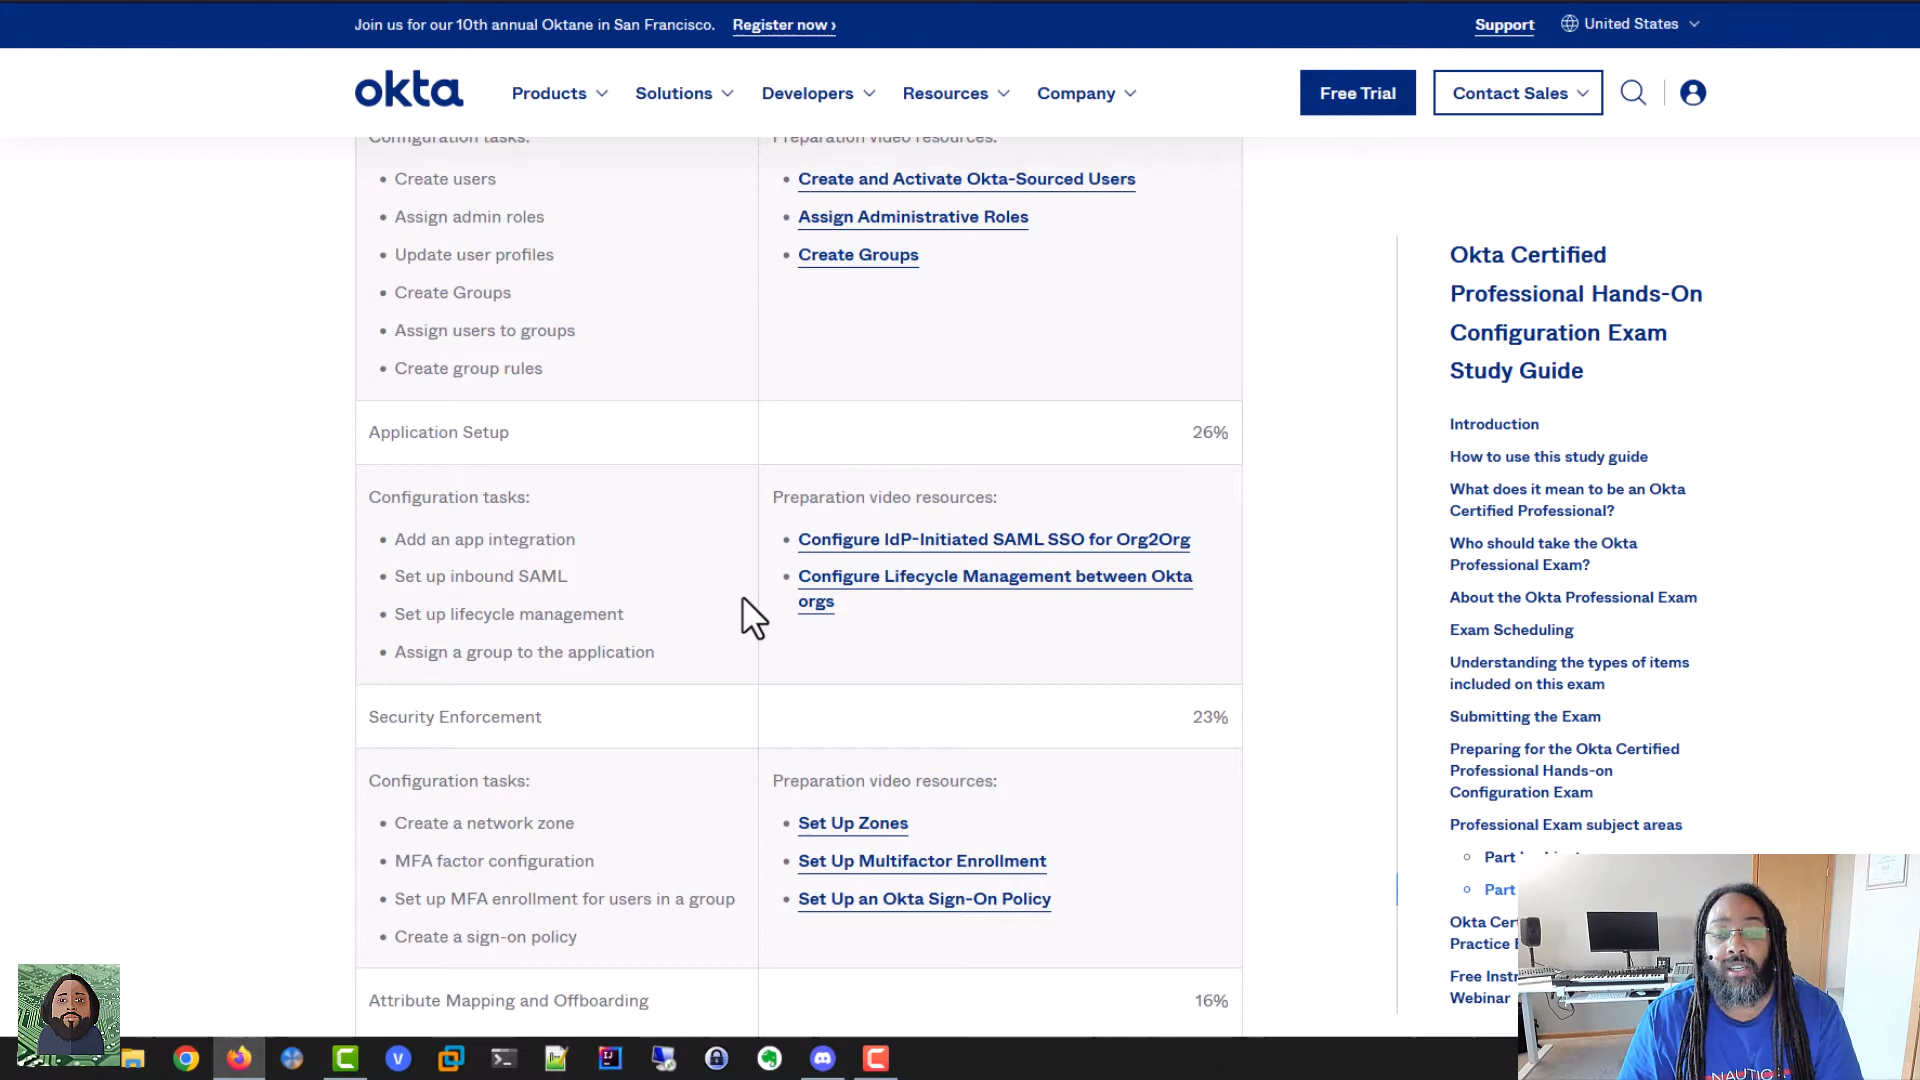 Join us for our 10th annual Oktane in San Francisco. Register now ›
Support
United States
okta
Products
Solutions
Developers
Resources
Company
Free Trial
Contact Sales
Configuration tasks:
Preparation video resources:
Create users
Assign admin roles
Update user profiles
Create Groups
Assign users to groups
Create group rules
Create and Activate Okta-Sourced Users
Assign Administrative Roles
Create Groups
Application Setup
26%
Configuration tasks:
Add an app integration
Set up inbound SAML
Set up lifecycle management
Assign a group to the application
Preparation video resources:
Configure IdP-Initiated SAML SSO for Org2Org
Configure Lifecycle Management between Okta
orgs
Security Enforcement
23%
Configuration tasks:
Create a network zone
MFA factor configuration
Set up MFA enrollment for users in a group
Create a sign-on policy
Preparation video resources:
Set Up Zones
Set Up Multifactor Enrollment
Set Up an Okta Sign-On Policy
Attribute Mapping and Offboarding
16%
Okta Certified
Professional Hands-On
Configuration Exam
Study Guide
Introduction
How to use this study guide
What does it mean to be an Okta
Certified Professional?
Who should take the Okta
Professional Exam?
About the Okta Professional Exam
Exam Scheduling
Understanding the types of items
included on this exam
Submitting the Exam
Preparing for the Okta Certified
Professional Hands-on
Configuration Exam
Professional Exam subject areas
Part
Part
Okta
Practice
Free
Webinar